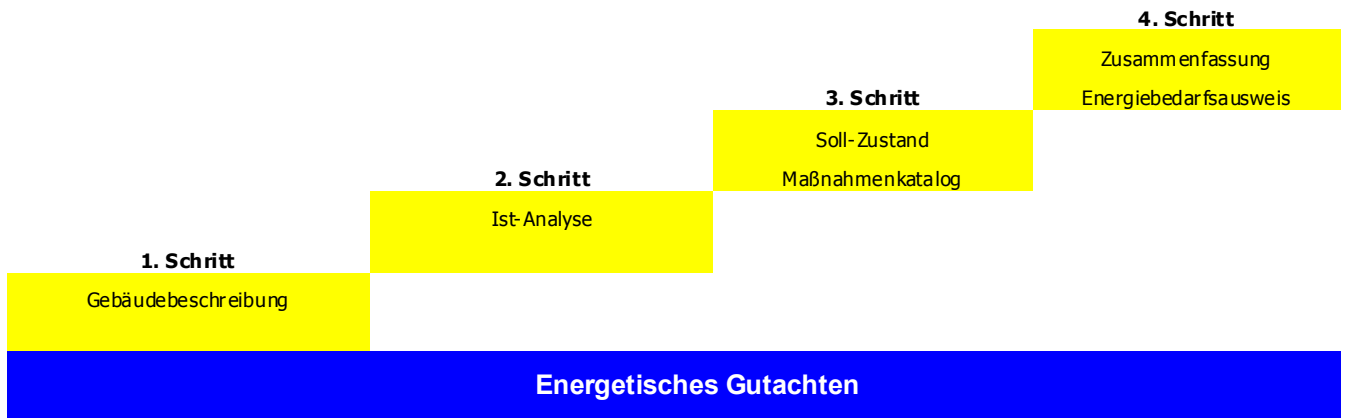 1. Schritt
Gebäudebeschreibung
2. Schritt
Ist-Analyse
3. Schritt
Soll-Zustand
Maßnahmenkatalog
4. Schritt
Zusammenfassung
Energiebedarfsausweis
Energetisches Gutachten